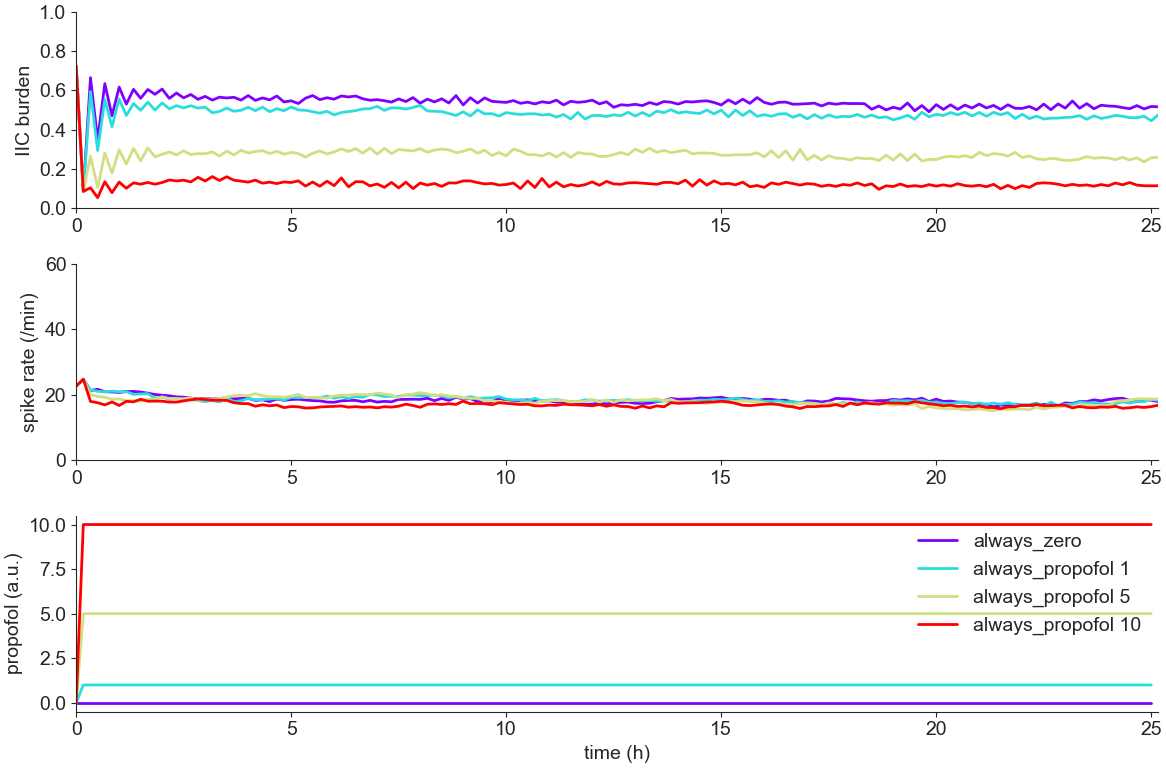 1.0
0.8
0.6
0.4
0.2
0.0
IIC burden
0 5 10 15 20 25
60
40
20
0
spike rate (/min)
0 5 10 15 20 25
10.0
7.5
5.0
2.5
0.0
propofol (a.u.)
always_zero
always_propofol 1
always_propofol 5
always_propofol 10
0 5 10 15 20 25
time (h)